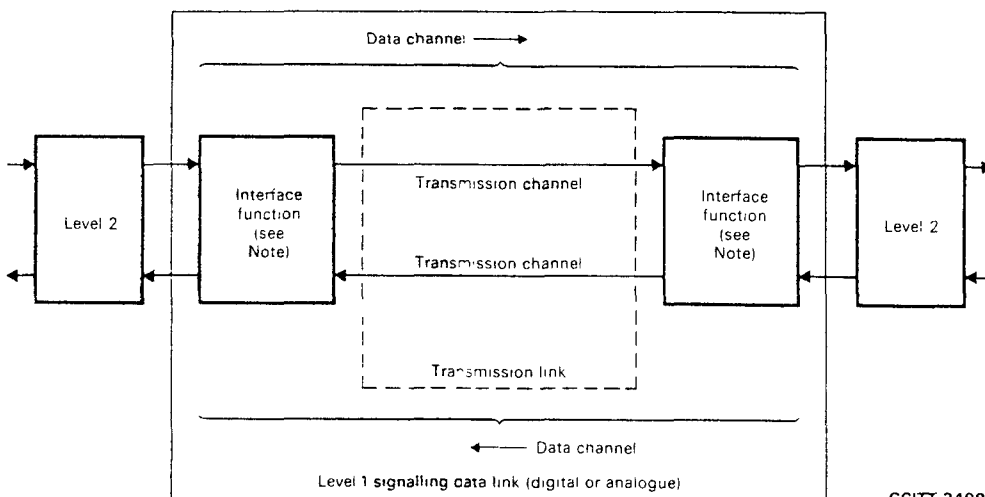 Data channel
Level 2
Interface
function
(see
Note)
Transmission channel
Transmission channel
Interface
function
(see
Note)
Level 2
Transmission link
Data channel
Level 1 signalling data link (digital or analogue)